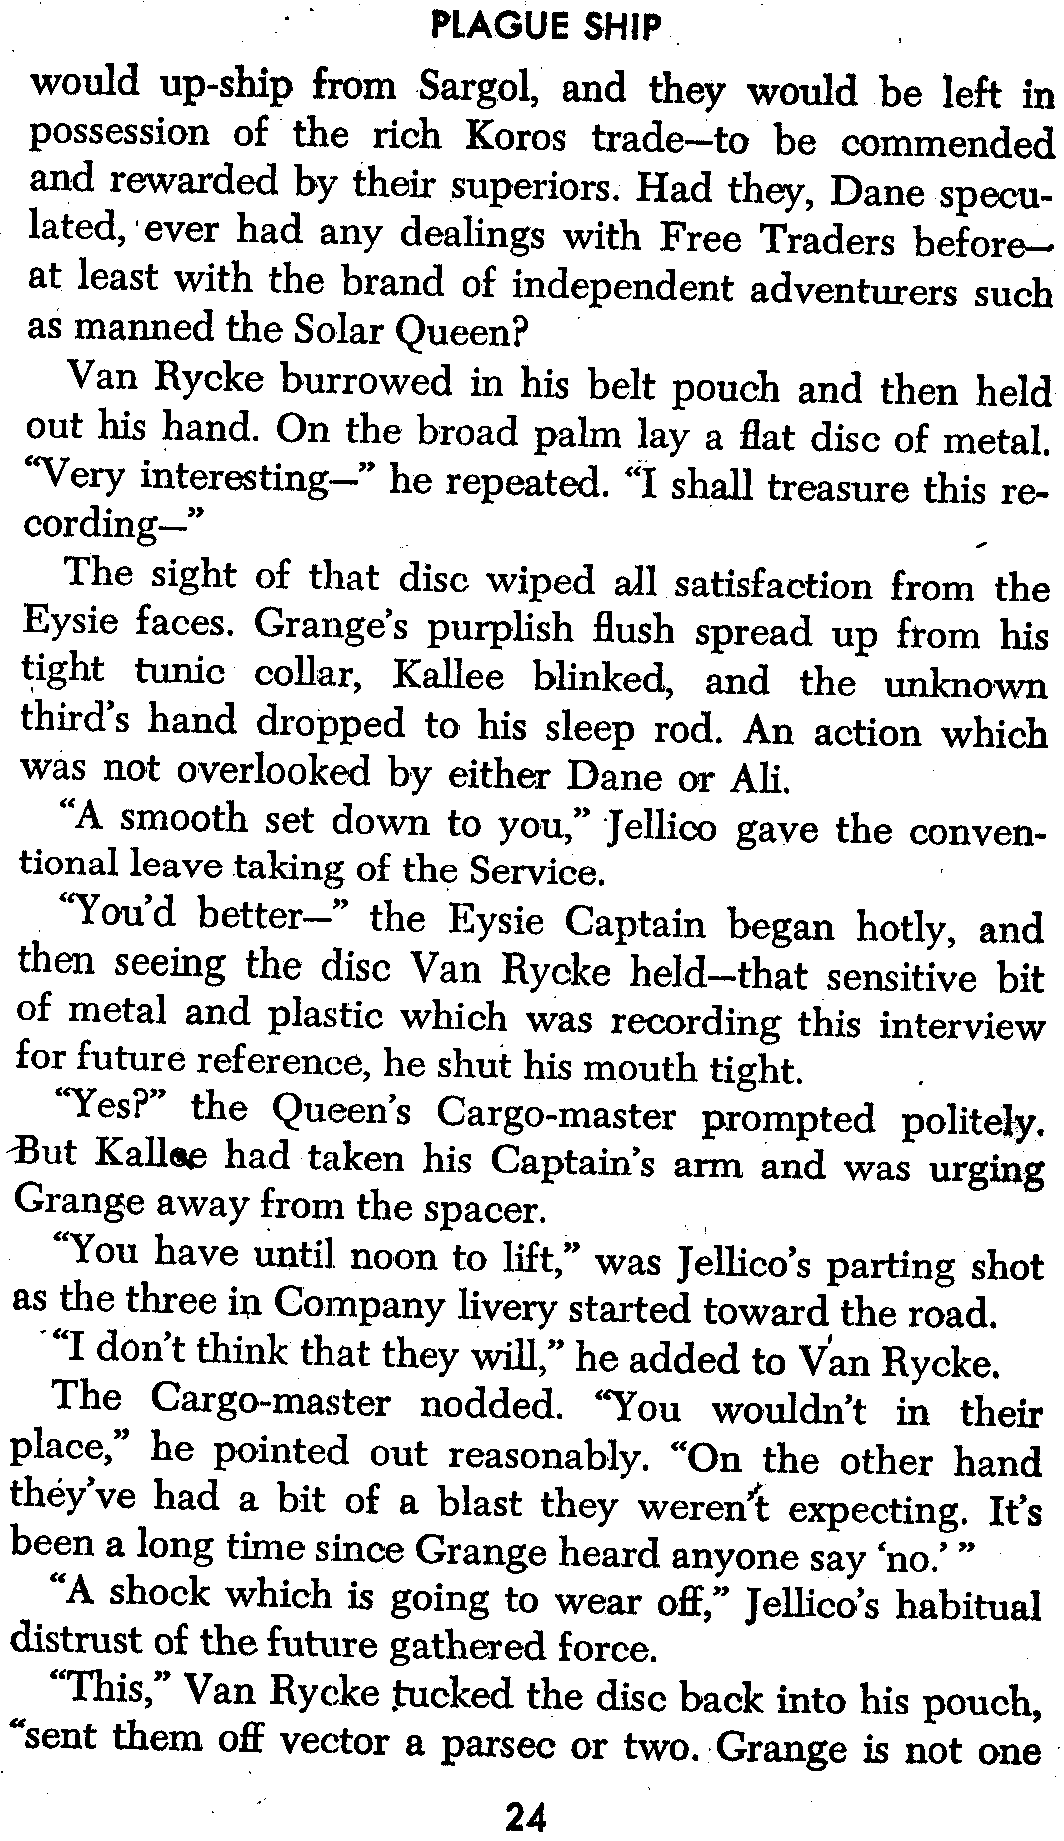 PLAGUE SHIP
would up-ship from Sargol, and they would be left in
possession of the rich Koros trade—to be commended
and rewarded by their superiors. Had they, Dane specu-
lated, ever had any dealings with Free Traders before—
at least with the brand of independent adventurers such
as manned the Solar Queen?
Van Rycke burrowed in his belt pouch and then held
out his hand. On the broad palm lay a flat disc of metal.
“Very interesting—” he repeated. “I shall treasure this re-
cording—”
The sight of that disc wiped all satisfaction from the
Eysie faces. Grange’s purplish flush spread up from his
tight tunic collar, Kallee blinked, and the unknown
third’s hand dropped to his sleep rod. An action which
was not overlooked by either Dane or Ali.
“A smooth set down to you,” Jellico gave the conven-
tional leave taking of the Service.
“You’d better—” the Eysie Captain began hotly, and
then seeing the disc Van Rycke held—that sensitive bit
of metal and plastic which was recording this interview
for future reference, he shut his mouth tight.
“Yes?” the Queen’s Cargo-master prompted politely.
But Kallee had taken his Captain’s arm and was urging
Grange away from the spacer.
“You have until noon to lift,” was Jellico’s parting shot
as the three in Company livery started toward the road.
“I don’t think that they will,” he added to Van Rycke.
The Cargo-master nodded. “You wouldn’t in their
place,” he pointed out reasonably. “On the other hand
they’ve had a bit of a blast they weren’t expecting. It’s
been a long time since Grange heard anyone say ‘no.’ ”
“A shock which is going to wear off,” Jellico’s habitual
distrust of the future gathered force.
“This,” Van Rycke tucked the disc back into his pouch,
“sent them off vector a parsec or two. Grange is not one
24